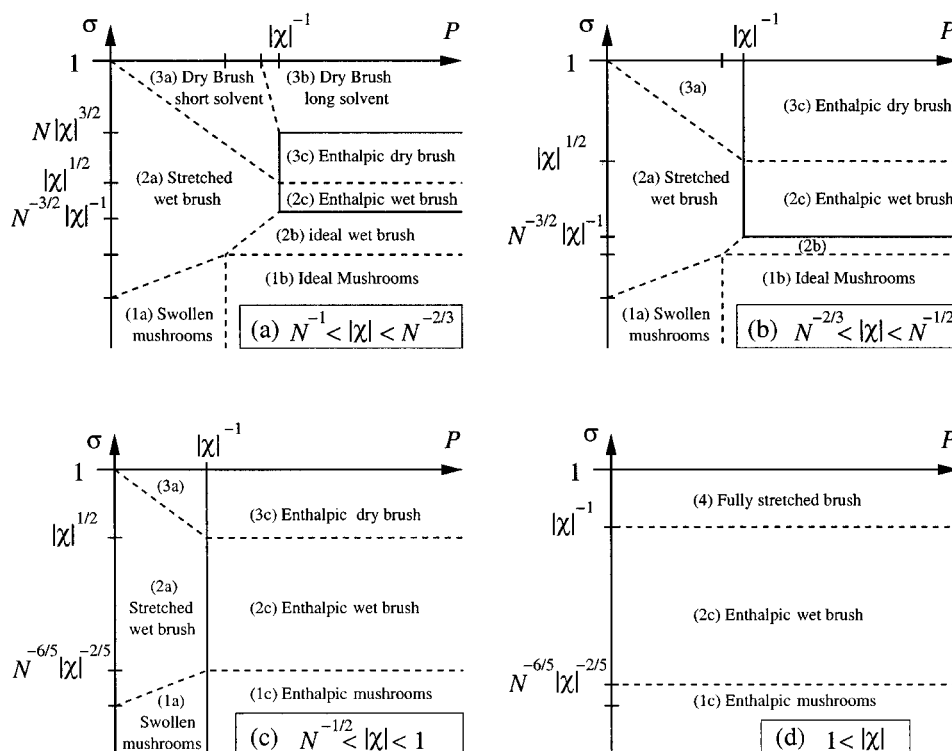 σ |χ|⁻¹ P
1
(3a) Dry Brush
short solvent
(3b) Dry Brush
long solvent
N|χ|^3/2
(3c) Enthalpic dry brush
|χ|^1/2
(2a) Stretched
wet brush
(2c) Enthalpic wet brush
N^-3/2 |χ|^-1
(2b) ideal wet brush
(1b) Ideal Mushrooms
(1a) Swollen
mushrooms
(a) N^-1 < |χ| < N^-2/3
σ |χ|⁻¹ P
1
(3a)
(3c) Enthalpic dry brush
|χ|^1/2
(2a) Stretched
wet brush
(2c) Enthalpic
wet brush
N^-3/2 |χ|^-1
(2b)
(1b) Ideal Mushrooms
(1a) Swollen
mushrooms
(b) N^-2/3 < |χ| < N^-1/2
σ |χ|⁻¹ P
1
(3a)
(3c) Enthalpic dry brush
|χ|^1/2
(2a)
Stretched
wet brush
(2c) Enthalpic wet brush
N^-6/5 |χ|^-2/5
(1a)
Swollen
mushrooms
(1c) Enthalpic mushrooms
(c) N^-1/2 < |χ| < 1
σ P
1
(4) Fully stretched brush
|χ|^-1
(2c) Enthalpic wet brush
N^-6/5 |χ|^-2/5
(1c) Enthalpic mushrooms
(d) 1 < |χ|